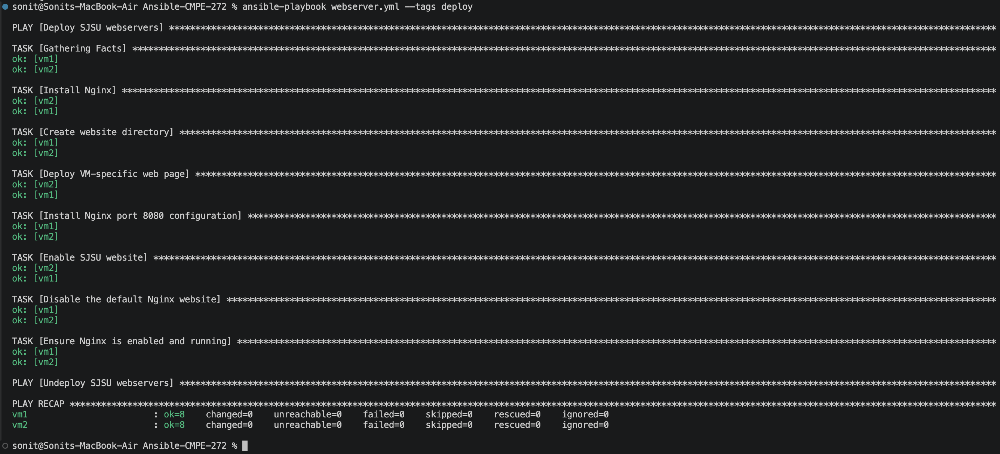 sonit@Sonits-MacBook-Air Ansible-CMPE-272 % ansible-playbook webserver.yml --tags deploy
PLAY [Deploy SJSU webservers] **************************************************************************************************************************************************************
TASK [Gathering Facts] *********************************************************************************************************************************************************************
ok: [vm1]
ok: [vm2]
TASK [Install Nginx] ***********************************************************************************************************************************************************************
ok: [vm2]
ok: [vm1]
TASK [Create website directory] ************************************************************************************************************************************************************
ok: [vm1]
ok: [vm2]
TASK [Deploy VM-specific web page] *********************************************************************************************************************************************************
ok: [vm2]
ok: [vm1]
TASK [Install Nginx port 8080 configuration] ***********************************************************************************************************************************************
ok: [vm1]
ok: [vm2]
TASK [Enable SJSU website] *****************************************************************************************************************************************************************
ok: [vm2]
ok: [vm1]
TASK [Disable the default Nginx website] ***************************************************************************************************************************************************
ok: [vm1]
ok: [vm2]
TASK [Ensure Nginx is enabled and running] *************************************************************************************************************************************************
ok: [vm1]
ok: [vm2]
PLAY [Undeploy SJSU webservers] ************************************************************************************************************************************************************
PLAY RECAP *********************************************************************************************************************************************************************************
vm1                        : ok=8    changed=0    unreachable=0    failed=0    skipped=0    rescued=0    ignored=0
vm2                        : ok=8    changed=0    unreachable=0    failed=0    skipped=0    rescued=0    ignored=0
sonit@Sonits-MacBook-Air Ansible-CMPE-272 %